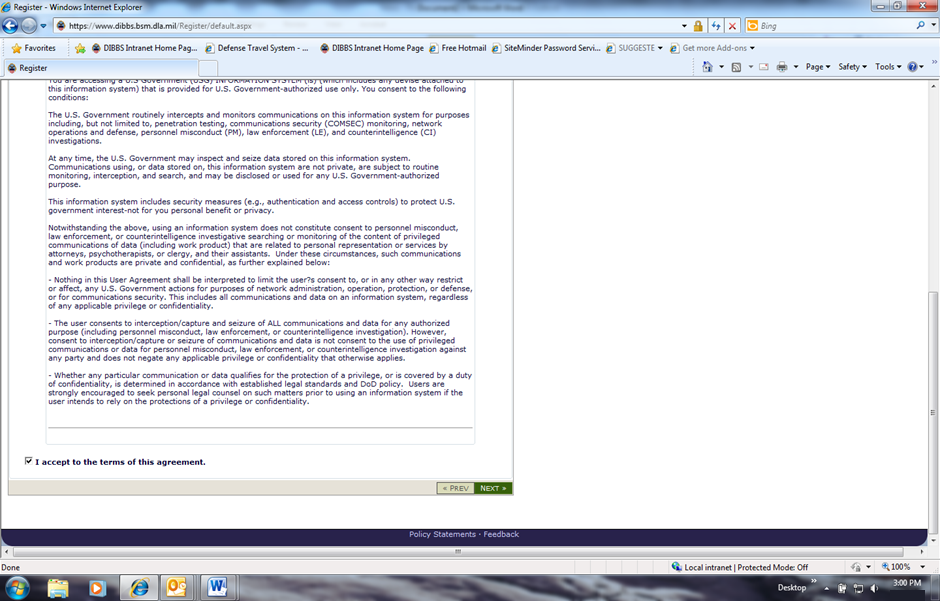 Register - Windows Internet Explorer
https://www.dibbs.bsm.dla.mil/Register/default.aspx
Bing
Favorites DIBBS Intranet Home Pag... Defense Travel System - ... DIBBS Intranet Home Page Free Hotmail SiteMinder Password Servi... SUGGESTE Get more Add-ons
Register
Page Safety Tools
You are accessing a U.S Government (USG) INFORMATION SYSTEM (IS) (which includes any devise attached to
this information system) that is provided for U.S. Government-authorized use only. You consent to the following
conditions:
The U.S. Government routinely intercepts and monitors communications on this information system for purposes
including, but not limited to, penetration testing, communications security (COMSEC) monitoring, network
operations and defense, personnel misconduct (PM), law enforcement (LE), and counterintelligence (CI)
investigations.
At any time, the U.S. Government may inspect and seize data stored on this information system.
Communications using, or data stored on, this information system are not private, are subject to routine
monitoring, interception, and search, and may be disclosed or used for any U.S. Government-authorized
purpose.
This information system includes security measures (e.g., authentication and access controls) to protect U.S.
government interest-not for you personal benefit or privacy.
Notwithstanding the above, using an information system does not constitute consent to personnel misconduct,
law enforcement, or counterintelligence investigative searching or monitoring of the content of privileged
communications of data (including work product) that are related to personal representation or services by
attorneys, psychotherapists, or clergy, and their assistants. Under these circumstances, such communications
and work products are private and confidential, as further explained below:
- Nothing in this User Agreement shall be interpreted to limit the user?s consent to, or in any other way restrict
or affect, any U.S. Government actions for purposes of network administration, operation, protection, or defense,
or for communications security. This includes all communications and data on an information system, regardless
of any applicable privilege or confidentiality.
- The user consents to interception/capture and seizure of ALL communications and data for any authorized
purpose (including personnel misconduct, law enforcement, or counterintelligence investigation). However,
consent to interception/capture or seizure of communications and data is not consent to the use of privileged
communications or data for personnel misconduct, law enforcement, or counterintelligence investigation against
any party and does not negate any applicable privilege or confidentiality that otherwise applies.
- Whether any particular communication or data qualifies for the protection of a privilege, or is covered by a duty
of confidentiality, is determined in accordance with established legal standards and DoD policy. Users are
strongly encouraged to seek personal legal counsel on such matters prior to using an information system if the
user intends to rely on the protections of a privilege or confidentiality.
I accept to the terms of this agreement.
« PREV NEXT »
Policy Statements · Feedback
Done Local intranet | Protected Mode: Off 100%
Desktop » 3:00 PM